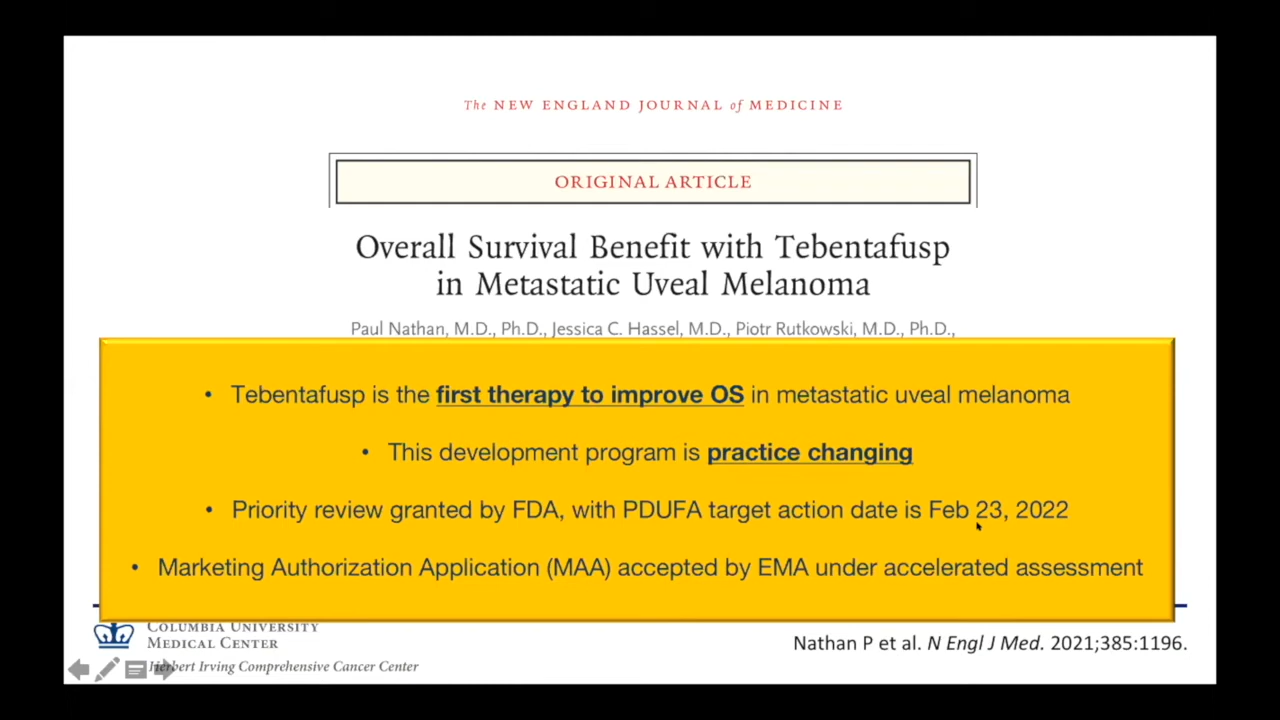 The NEW ENGLAND JOURNAL of MEDICINE
ORIGINAL ARTICLE
Overall Survival Benefit with Tebentafusp
in Metastatic Uveal Melanoma
Paul Nathan, M.D., Ph.D., Jessica C. Hassel, M.D., Piotr Rutkowski, M.D., Ph.D.,
• Tebentafusp is the first therapy to improve OS in metastatic uveal melanoma
• This development program is practice changing
• Priority review granted by FDA, with PDUFA target action date is Feb 23, 2022
• Marketing Authorization Application (MAA) accepted by EMA under accelerated assessment
COLUMBIA UNIVERSITY
MEDICAL CENTER
Herbert Irving Comprehensive Cancer Center
Nathan P et al. N Engl J Med. 2021;385:1196.